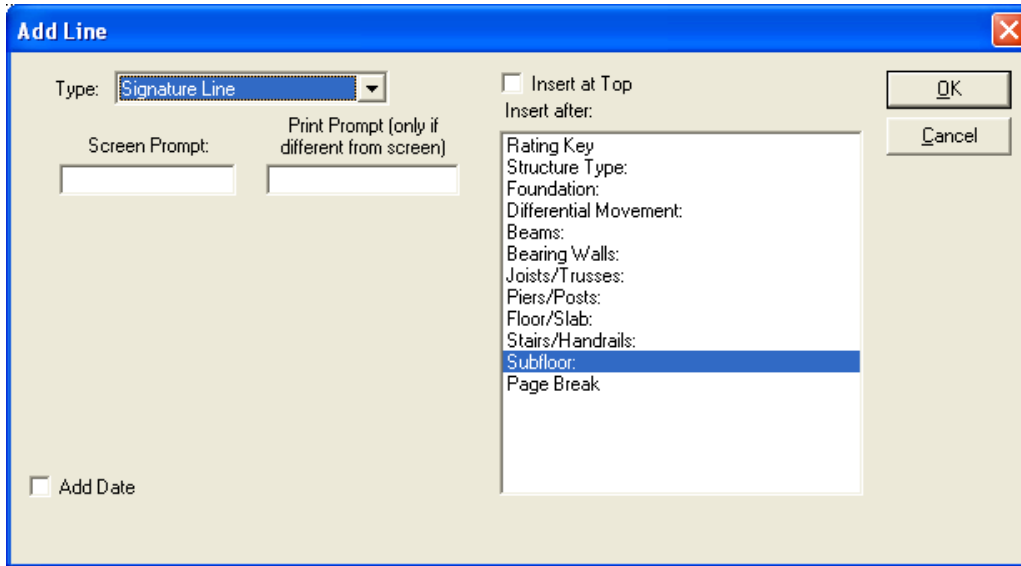 Add Line
Type: Signature Line
Screen Prompt:
Print Prompt (only if
different from screen)
Add Date
Insert at Top
Insert after:
Rating Key
Structure Type:
Foundation:
Differential Movement:
Beams:
Bearing Walls:
Joists/Trusses:
Piers/Posts:
Floor/Slab:
Stairs/Handrails:
Subfloor:
Page Break
OK
Cancel